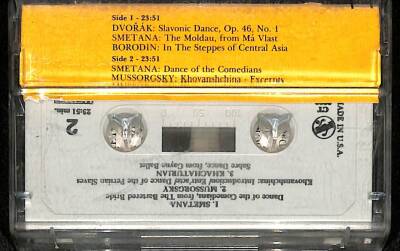 Side 1 - 23:51
DVOŘÁK: Slavonic Dance, Op. 46, No. 1
SMETANA: The Moldau, from Má Vlast
BORODIN: In The Steppes of Central Asia
Side 2 - 23:51
SMETANA: Dance of the Comedians
MUSSORGSKY: Khovanshchina - Excerpts
MADE IN U.S.A.
23:51 min.
2
1. SMETANA
Dance of the Comedians, from The Bartered Bride
2. MUSSORGSKY
Khovanshchina: Introduction/ Entr'acte/ Dance of the Persian Slaves
3. KHACHATURIAN
Sabre Dance, from Gayne Ballet